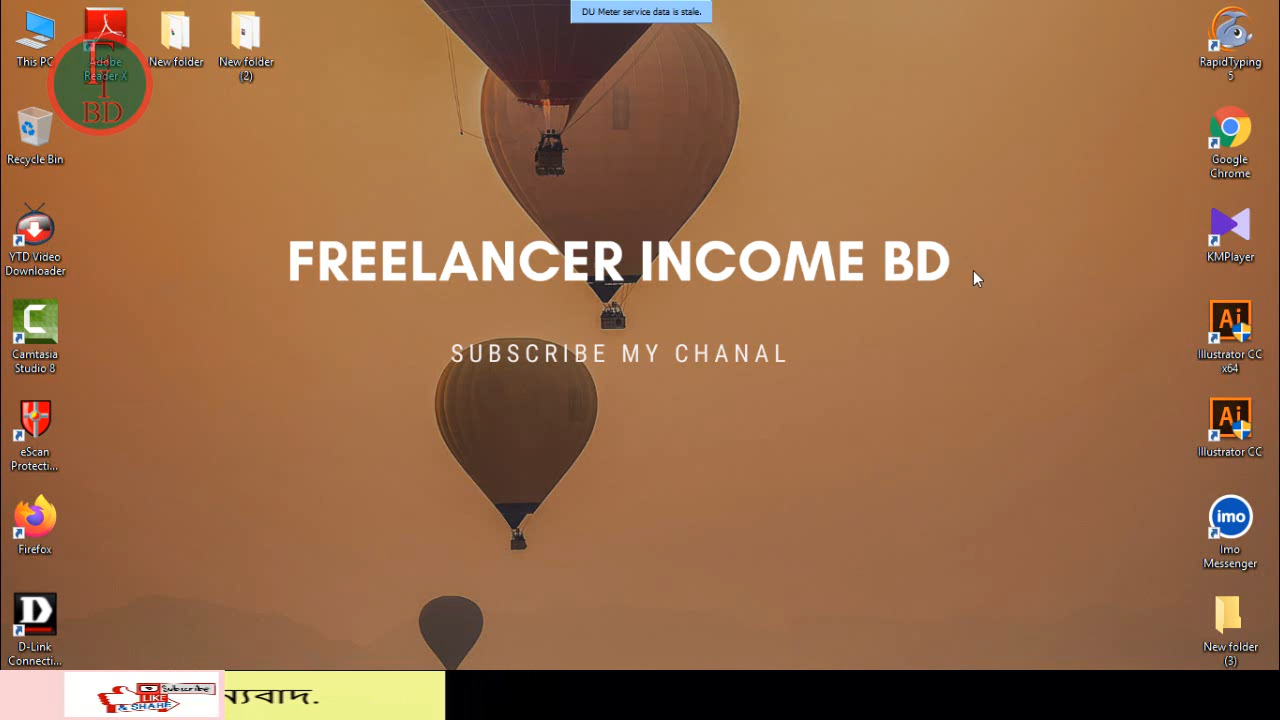 DU Meter service data is stale.
This PC
Adobe
Reader X
New folder
New folder
(2)
RapidTyping
5
F
I
BD
Recycle Bin
Google
Chrome
YTD Video
Downloader
KMPlayer
FREELANCER INCOME BD
SUBSCRIBE MY CHANAL
Camtasia
Studio 8
Ai
Illustrator CC
x64
eScan
Protecti...
Ai
Illustrator CC
Firefox
imo
Imo
Messenger
D
D-Link
Connecti...
New folder
(3)
Subscribe
LIKE
& SHARE
ন্যবাদ.